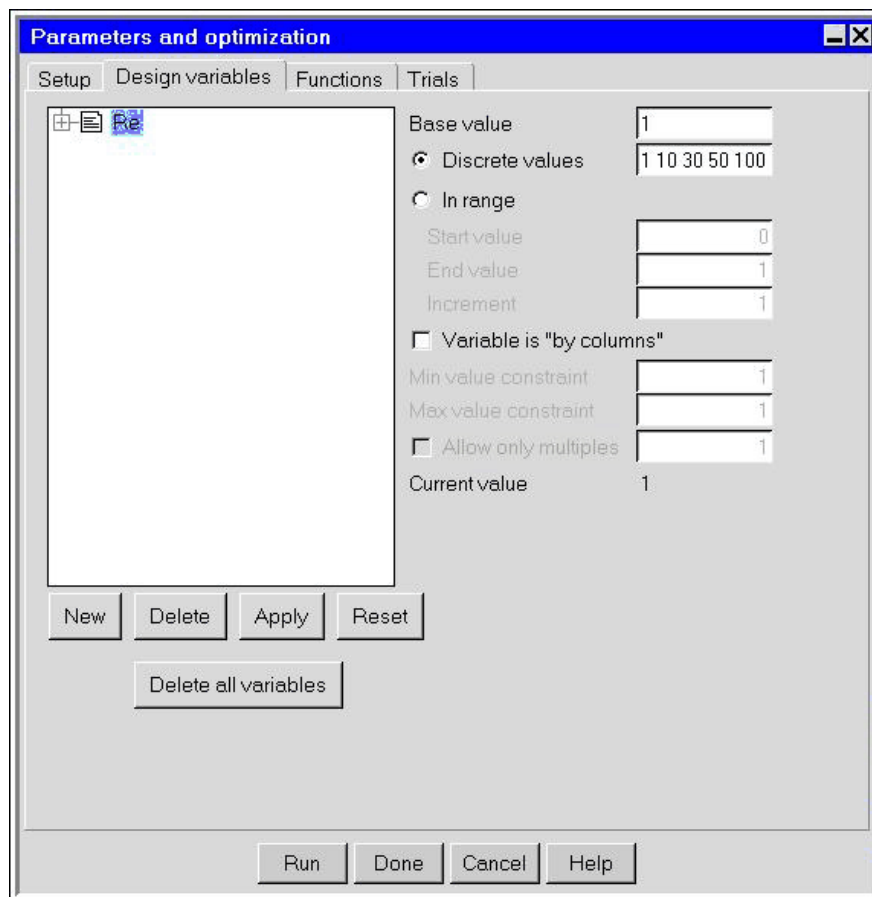 Parameters and optimization
Setup Design variables Functions Trials
Re
Base value 1
Discrete values 1 10 30 50 100
In range
Start value 0
End value 1
Increment 1
Variable is "by columns"
Min value constraint 1
Max value constraint 1
Allow only multiples 1
Current value 1
New Delete Apply Reset
Delete all variables
Run Done Cancel Help